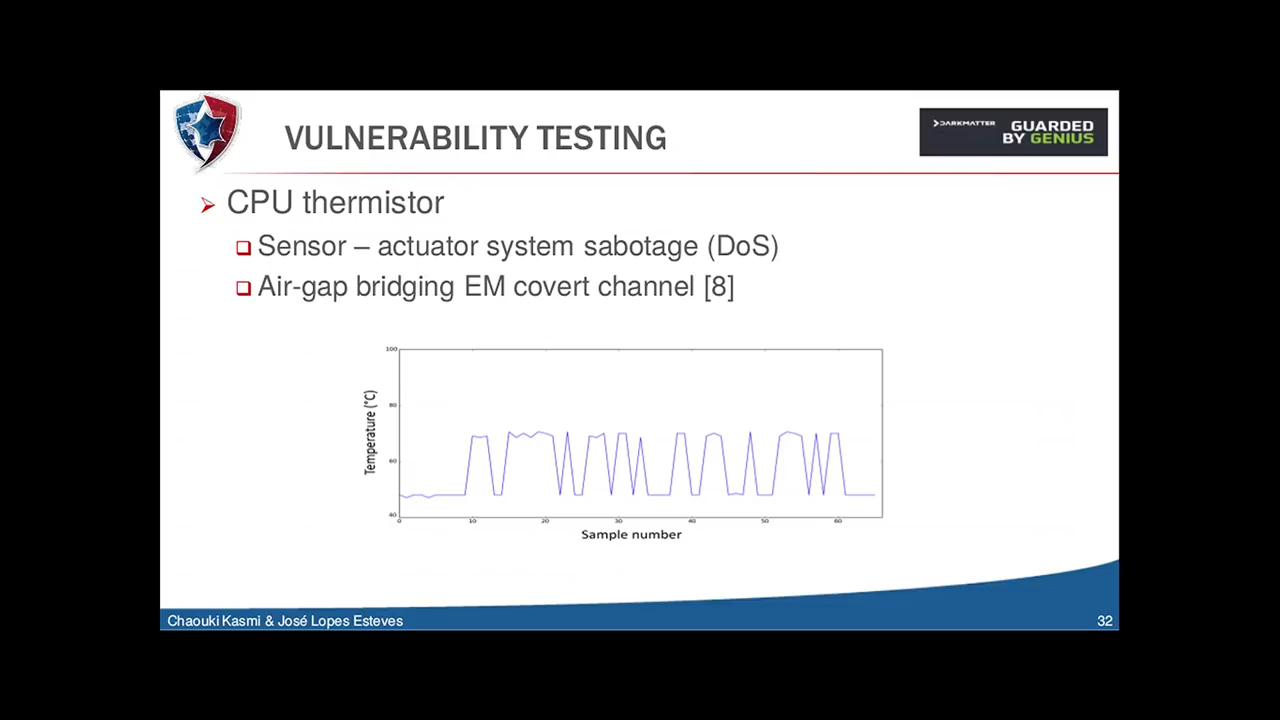 VULNERABILITY TESTING
DARKMATTER
GUARDED
BY GENIUS
CPU thermistor
Sensor – actuator system sabotage (DoS)
Air-gap bridging EM covert channel [8]
100
80
60
40
Temperature (°C)
0 10 20 30 40 50 60
Sample number
Chaouki Kasmi & José Lopes Esteves
32